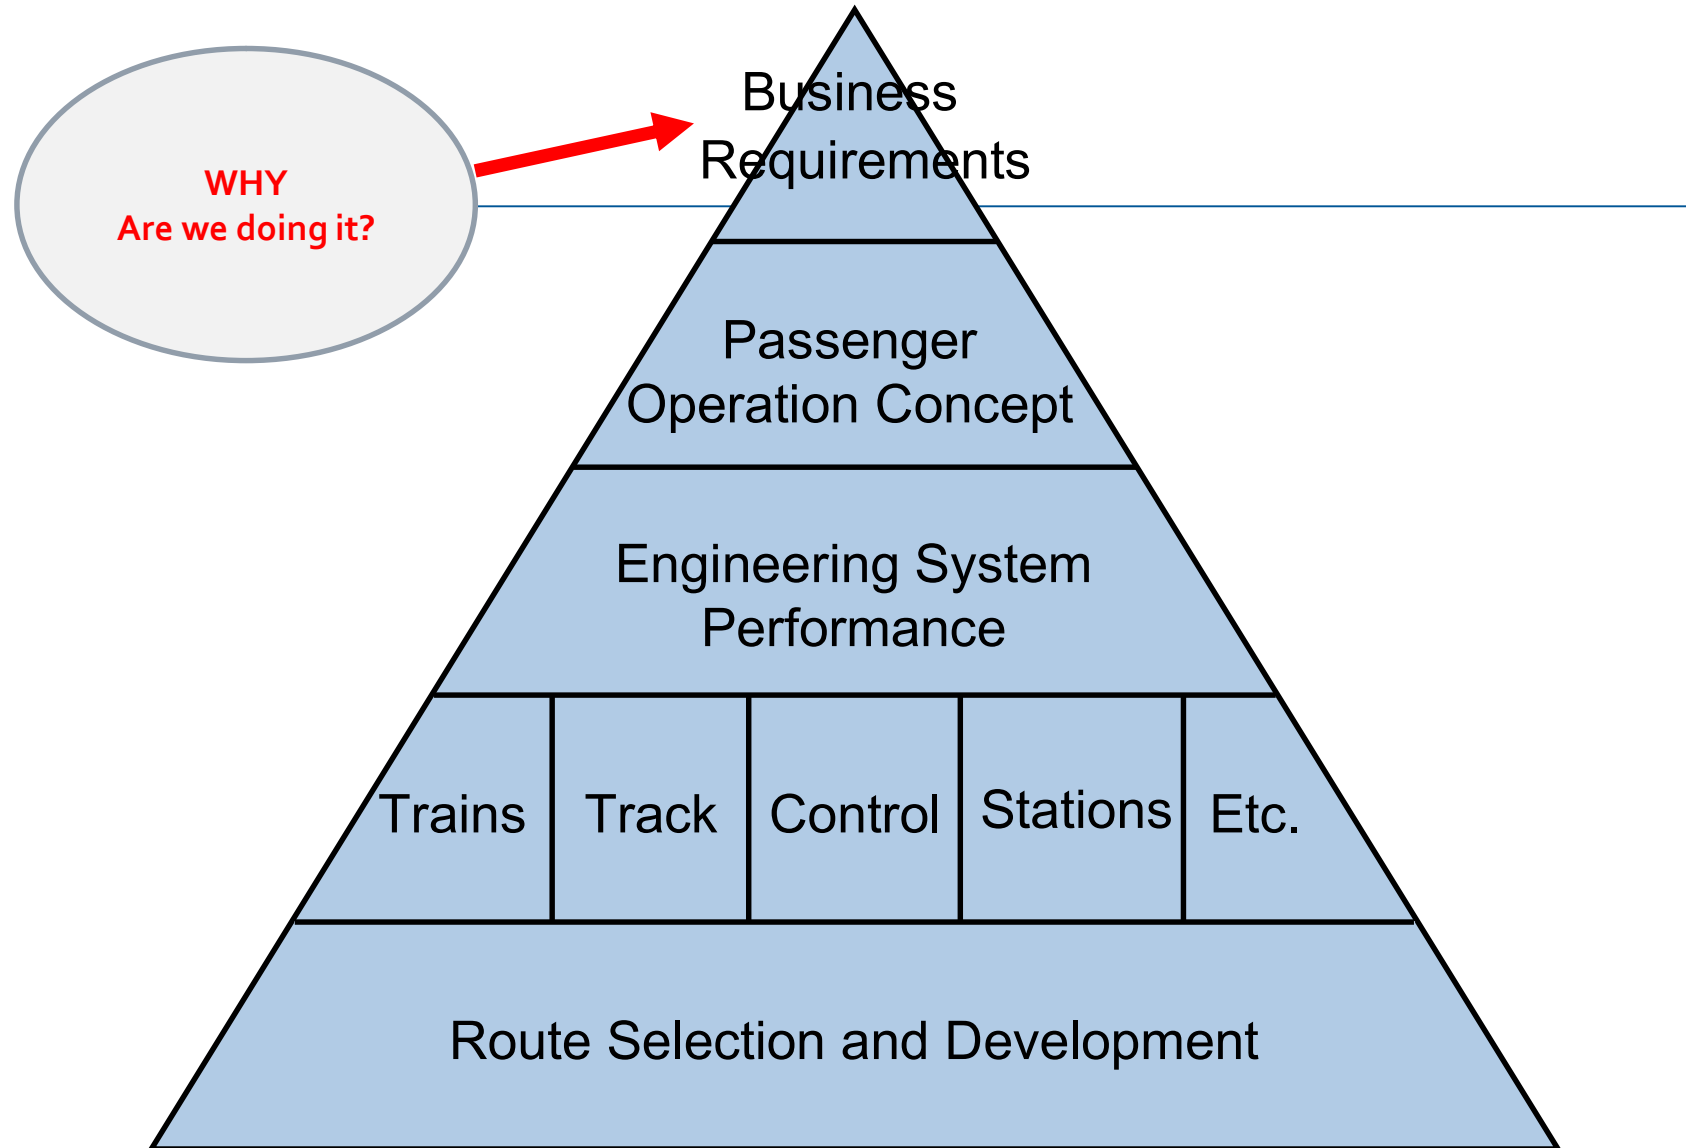 WHY
Are we doing it?
Business
Requirements
Passenger
Operation Concept
Engineering System
Performance
Trains Track Control Stations Etc.
Route Selection and Development